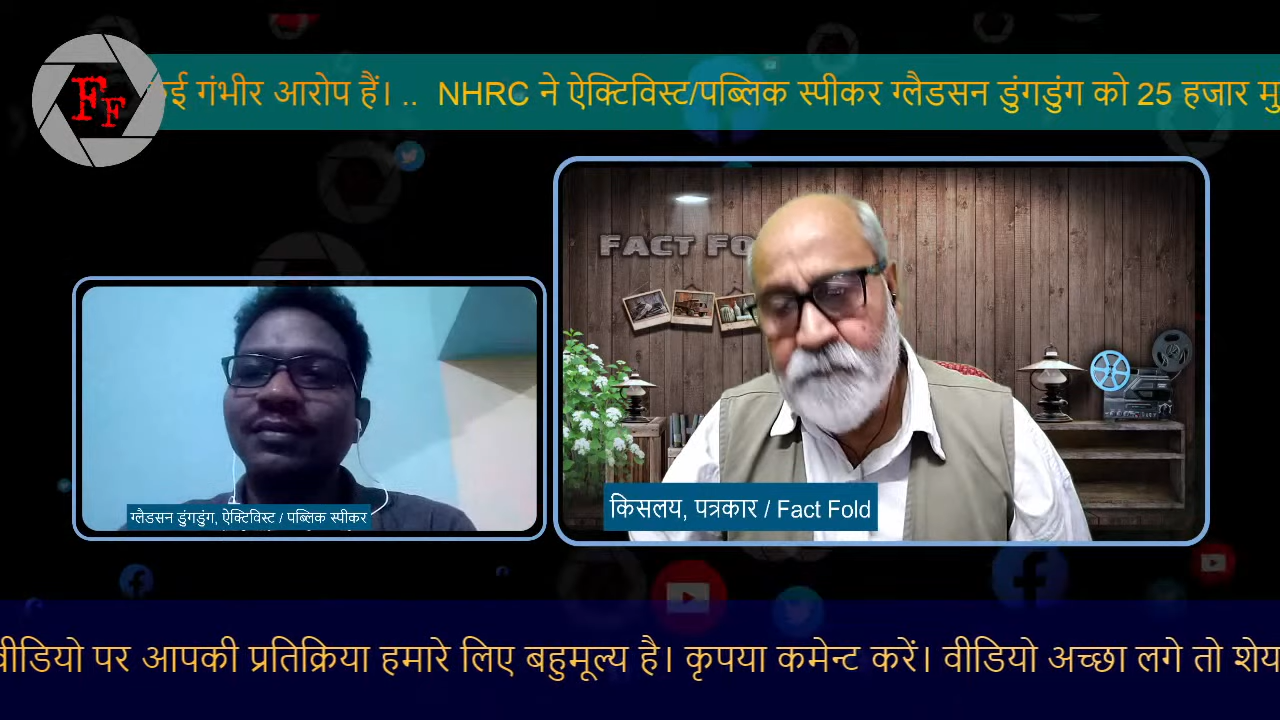 ई गंभीर आरोप हैं। .. NHRC ने ऐक्टिविस्ट/पब्लिक स्पीकर ग्लैडसन डुंगडुंग को 25 हजार मु
FF
FACT FO
ग्लैडसन डुंगडुंग, ऐक्टिविस्ट / पब्लिक स्पीकर
किसलय, पत्रकार / Fact Fold
वीडियो पर आपकी प्रतिक्रिया हमारे लिए बहुमूल्य है। कृपया कमेन्ट करें। वीडियो अच्छा लगे तो शेय